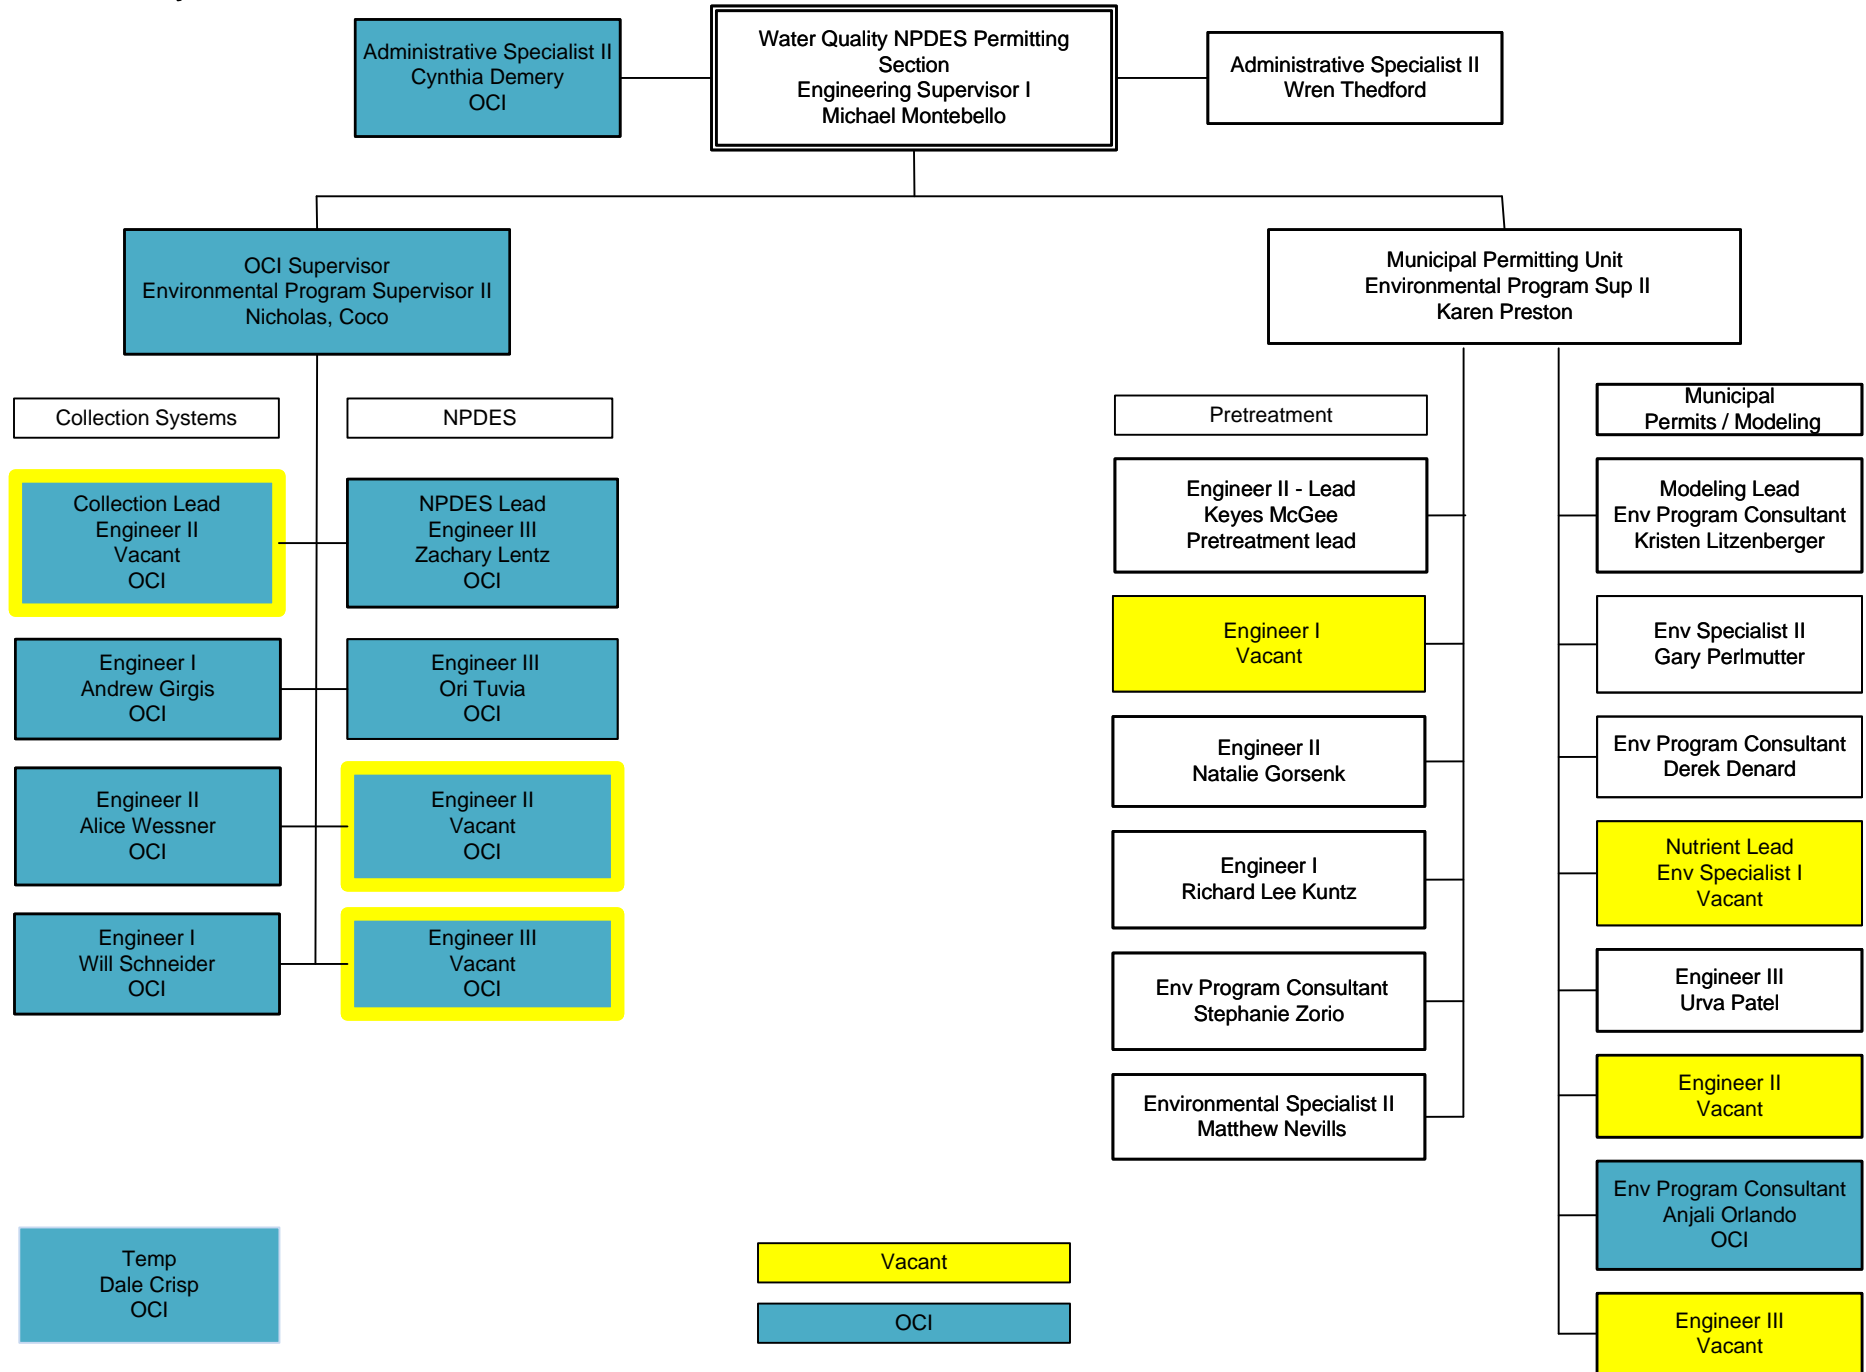 Administrative Specialist II
Cynthia Demery
OCI
Water Quality NPDES Permitting
Section
Engineering Supervisor I
Michael Montebello
Administrative Specialist II
Wren Thedford
OCI Supervisor
Environmental Program Supervisor II
Nicholas, Coco
Municipal Permitting Unit
Environmental Program Sup II
Karen Preston
Collection Systems
NPDES
Collection Lead
Engineer II
Vacant
OCI
NPDES Lead
Engineer III
Zachary Lentz
OCI
Engineer I
Andrew Girgis
OCI
Engineer III
Ori Tuvia
OCI
Engineer II
Alice Wessner
OCI
Engineer II
Vacant
OCI
Engineer I
Will Schneider
OCI
Engineer III
Vacant
OCI
Pretreatment
Engineer II - Lead
Keyes McGee
Pretreatment lead
Engineer I
Vacant
Engineer II
Natalie Gorsenk
Engineer I
Richard Lee Kuntz
Env Program Consultant
Stephanie Zorio
Environmental Specialist II
Matthew Nevills
Municipal
Permits / Modeling
Modeling Lead
Env Program Consultant
Kristen Litzenberger
Env Specialist II
Gary Perlmutter
Env Program Consultant
Derek Denard
Nutrient Lead
Env Specialist I
Vacant
Engineer III
Urva Patel
Engineer II
Vacant
Env Program Consultant
Anjali Orlando
OCI
Engineer III
Vacant
Temp
Dale Crisp
OCI
Vacant
OCI